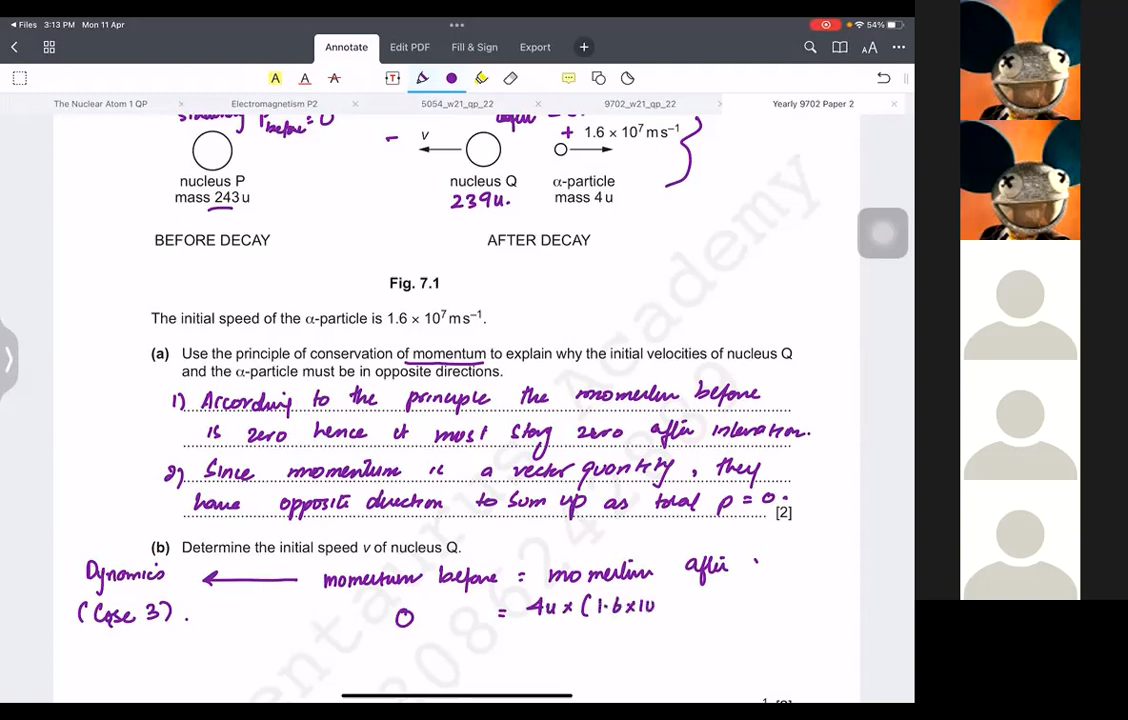 Files 3:13 PM Mon 11 Apr 54%
Annotate Edit PDF Fill & Sign Export
The Nuclear Atom 1 QP Electromagnetism P2 5054_w21_qp_22 9702_w21_qp_22 Yearly 9702 Paper 2
P before = 0
- v + 1.6 × 10⁷ m s⁻¹
nucleus P nucleus Q α-particle
mass 243 u 239u. mass 4 u
BEFORE DECAY AFTER DECAY
Fig. 7.1
The initial speed of the α-particle is 1.6 × 10⁷ m s⁻¹.
(a) Use the principle of conservation of momentum to explain why the initial velocities of nucleus Q
and the α-particle must be in opposite directions.
1) According to the principle the momentum before
is zero hence it must stay zero after interaction.
2) Since momentum is a vector quantity, they
have opposite direction to sum up as total p = 0.
[2]
(b) Determine the initial speed v of nucleus Q.
Dynamics ← momentum before = momentum after
(Case 3). 0 = 4u × (1.6×10
entaurus Academy